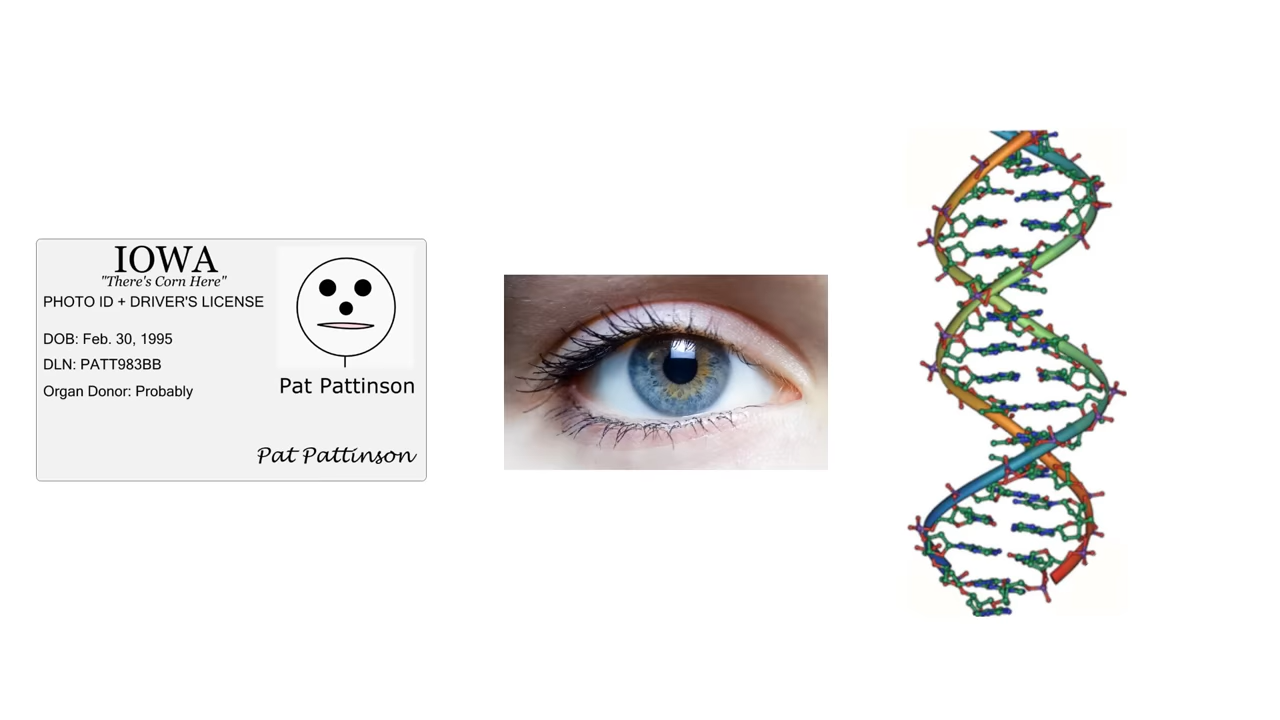 IOWA
"There's Corn Here"
PHOTO ID + DRIVER'S LICENSE
DOB: Feb. 30, 1995
DLN: PATT983BB
Organ Donor: Probably
Pat Pattinson
Pat Pattinson